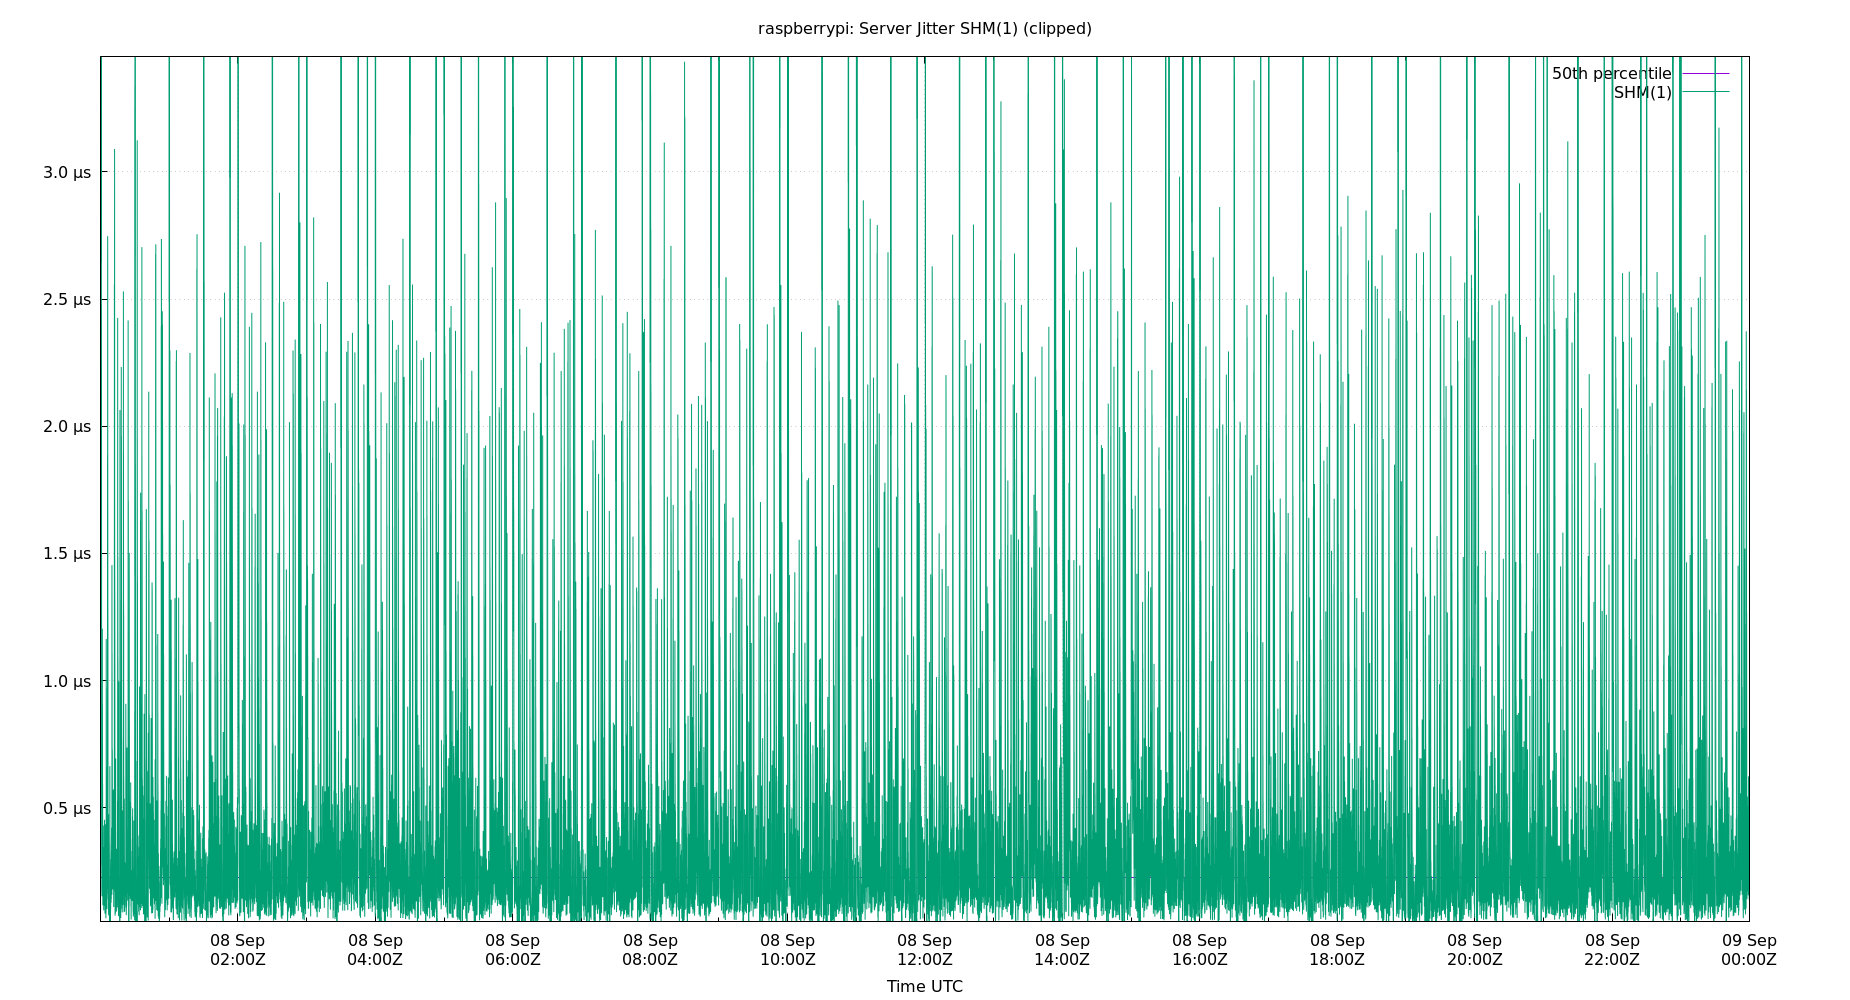 raspberrypi: Server Jitter SHM(1) (clipped)
50th percentile
SHM(1)
3.0 µs
2.5 µs
2.0 µs
1.5 µs
1.0 µs
0.5 µs
08 Sep 08 Sep 08 Sep 08 Sep 08 Sep 08 Sep 08 Sep 08 Sep 08 Sep 08 Sep 08 Sep 09 Sep
02:00Z 04:00Z 06:00Z 08:00Z 10:00Z 12:00Z 14:00Z 16:00Z 18:00Z 20:00Z 22:00Z 00:00Z
Time UTC